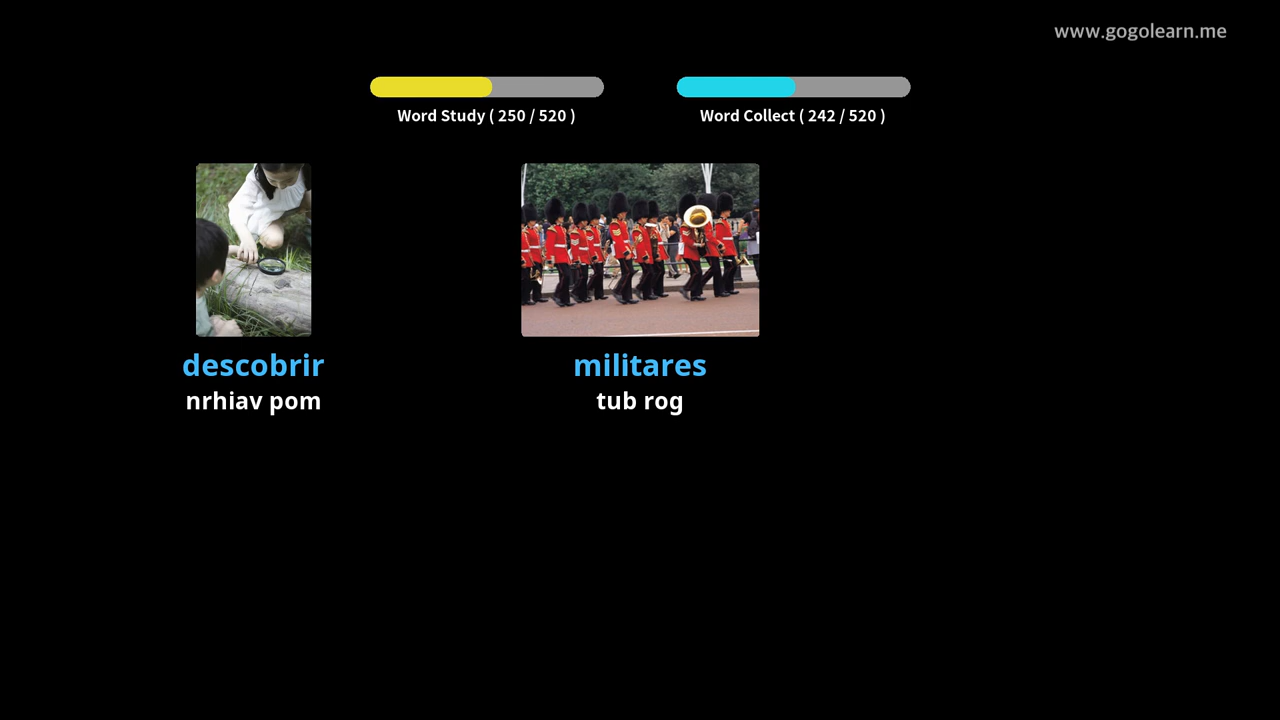 www.gogolearn.me
Word Study ( 250 / 520 )
Word Collect ( 242 / 520 )
descobrir
nrhiav pom
militares
tub rog